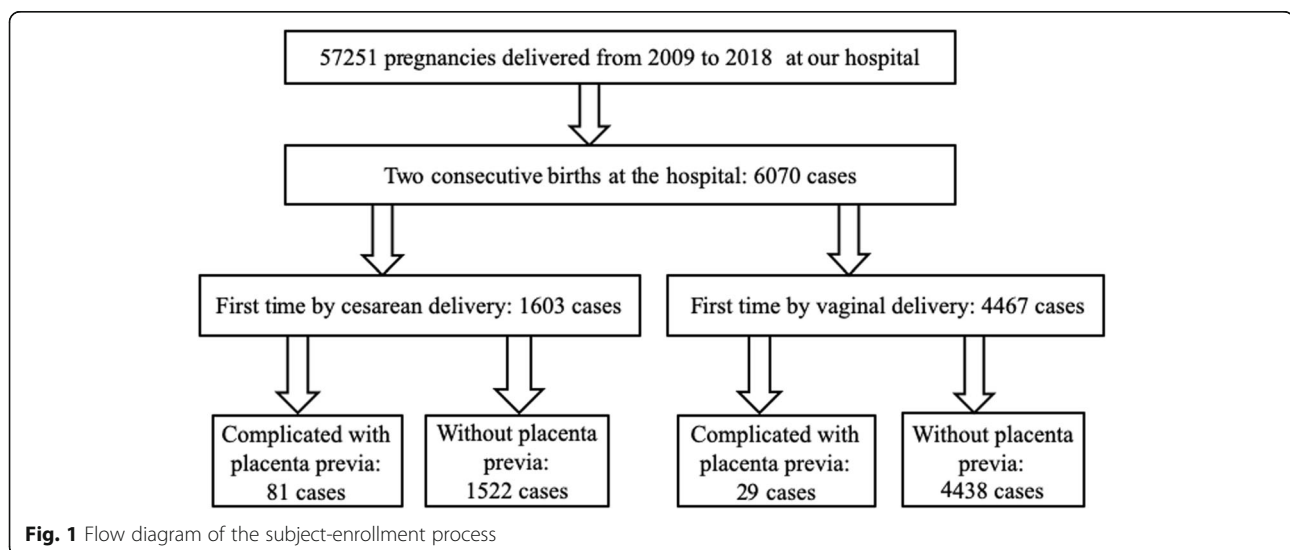 57251 pregnancies delivered from 2009 to 2018 at our hospital
Two consecutive births at the hospital: 6070 cases
First time by cesarean delivery: 1603 cases
First time by vaginal delivery: 4467 cases
Complicated with
placenta previa:
81 cases
Without placenta
previa:
1522 cases
Complicated with
placenta previa:
29 cases
Without placenta
previa:
4438 cases
Fig. 1 Flow diagram of the subject-enrollment process